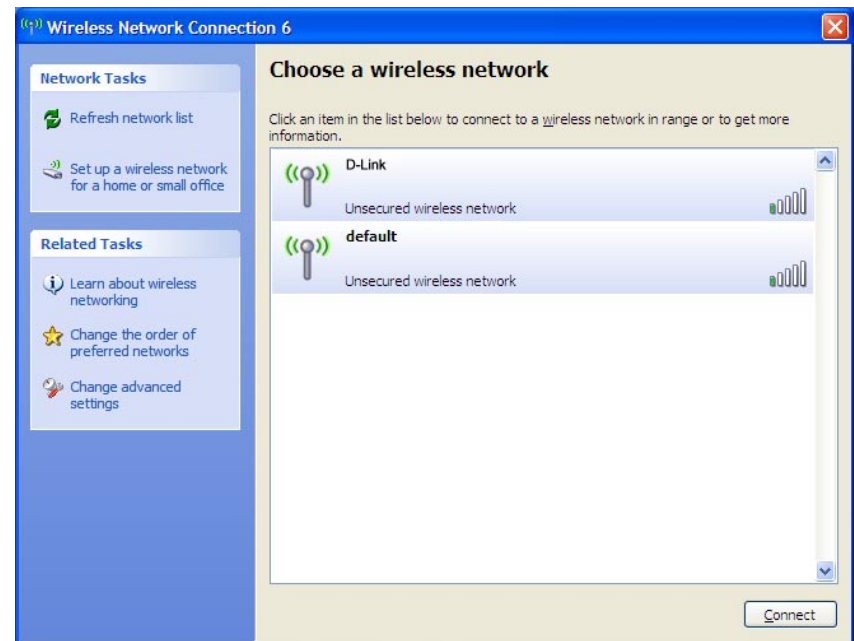 Wireless Network Connection 6
Network Tasks
Refresh network list
Set up a wireless network
for a home or small office
Related Tasks
Learn about wireless
networking
Change the order of
preferred networks
Change advanced
settings
Choose a wireless network
Click an item in the list below to connect to a wireless network in range or to get more
information.
D-Link
Unsecured wireless network
default
Unsecured wireless network
Connect